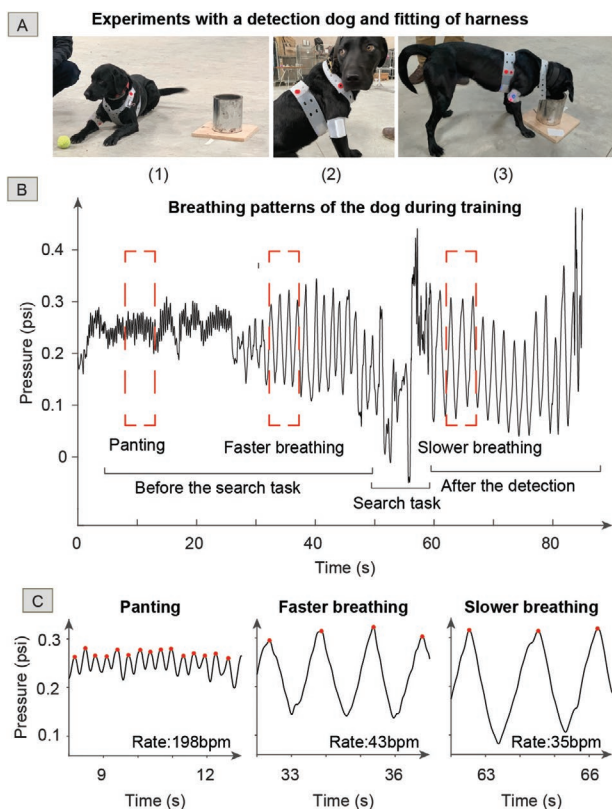 A
Experiments with a detection dog and fitting of harness
(1) (2) (3)
B
Breathing patterns of the dog during training
Pressure (psi)
0.4
0.3
0.2
0.1
0
Panting
Faster breathing
Slower breathing
Before the search task
Search task
After the detection
0 20 40 60 80
Time (s)
C
Panting
Faster breathing
Slower breathing
Pressure (psi)
0.3
0.2
0.1
Rate:198bpm
Rate:43bpm
Rate:35bpm
9 12
33 36
63 66
Time (s)
Time (s)
Time (s)